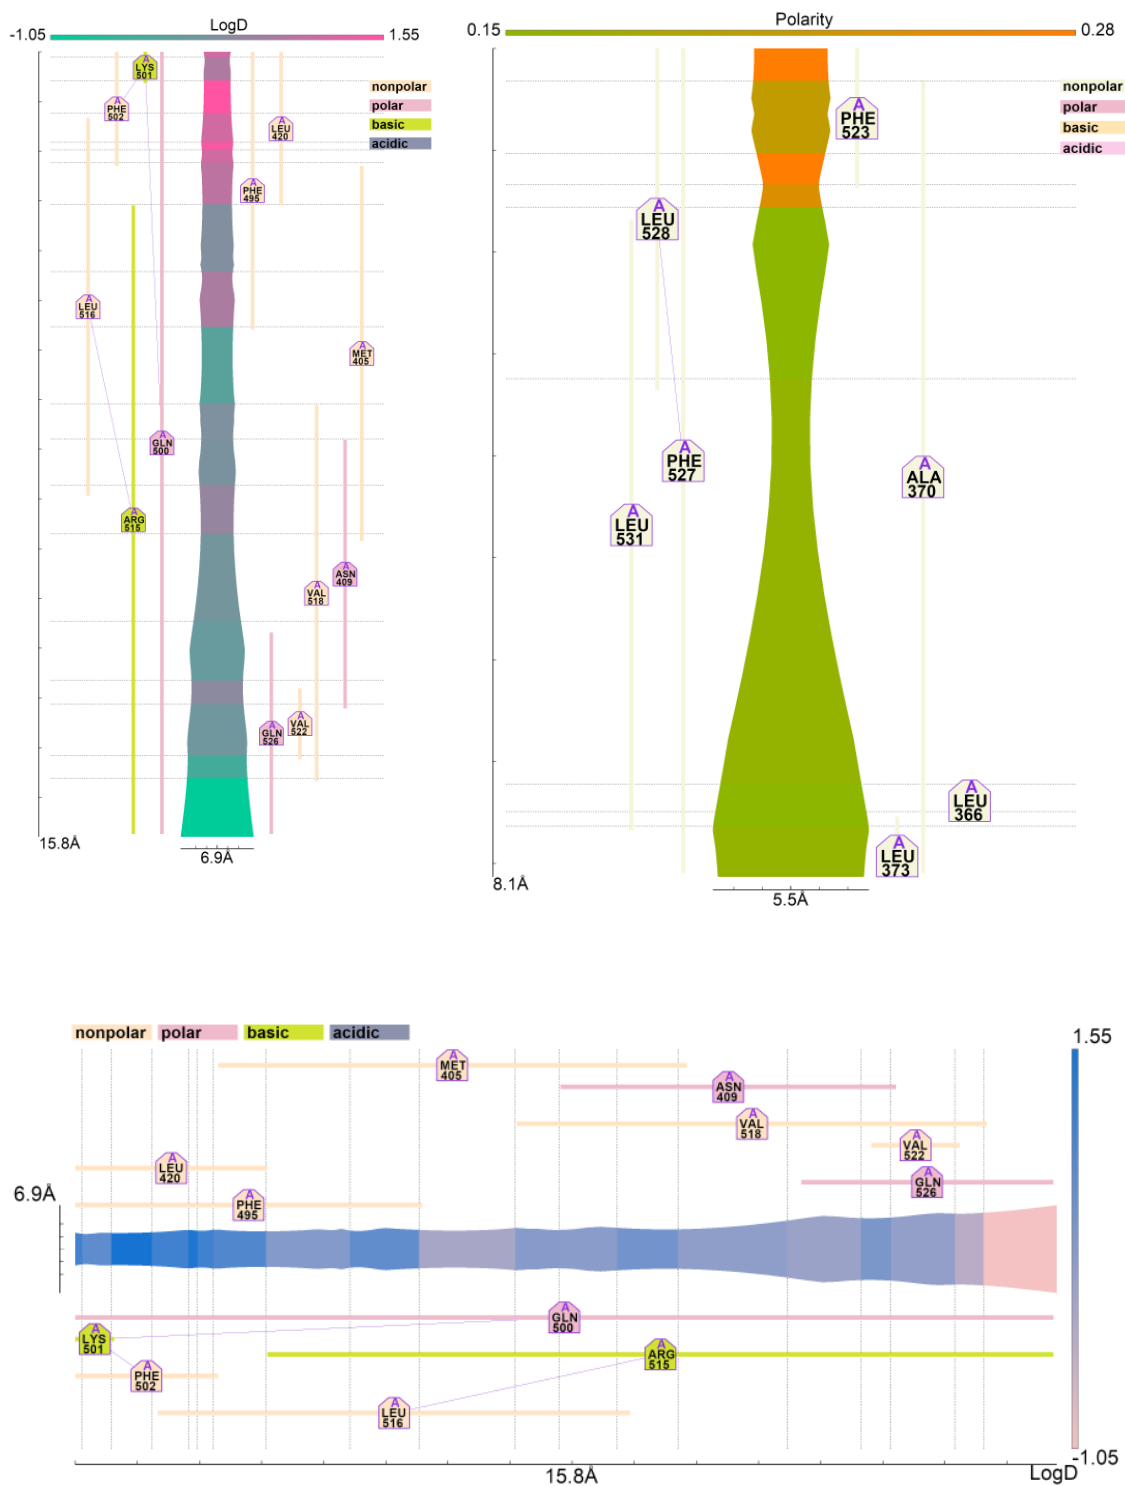 LogD
-1.05
1.55
nonpolar
polar
basic
acidic
A
LYS
501
A
PHE
502
A
LEU
420
A
PHE
495
A
LEU
516
A
MET
405
A
GLN
500
A
ARG
515
A
ASN
409
A
VAL
518
A
VAL
522
A
GLN
526
15.8Å
6.9Å
Polarity
0.15
0.28
nonpolar
polar
basic
acidic
A
PHE
523
A
LEU
528
A
PHE
527
A
ALA
370
A
LEU
531
A
LEU
366
A
LEU
373
8.1Å
5.5Å
nonpolar polar basic acidic
1.55
A
MET
405
A
ASN
409
A
VAL
518
A
VAL
522
A
LEU
420
A
GLN
526
6.9Å
A
PHE
495
A
GLN
500
A
LYS
501
A
ARG
515
A
PHE
502
A
LEU
516
-1.05
LogD
15.8Å